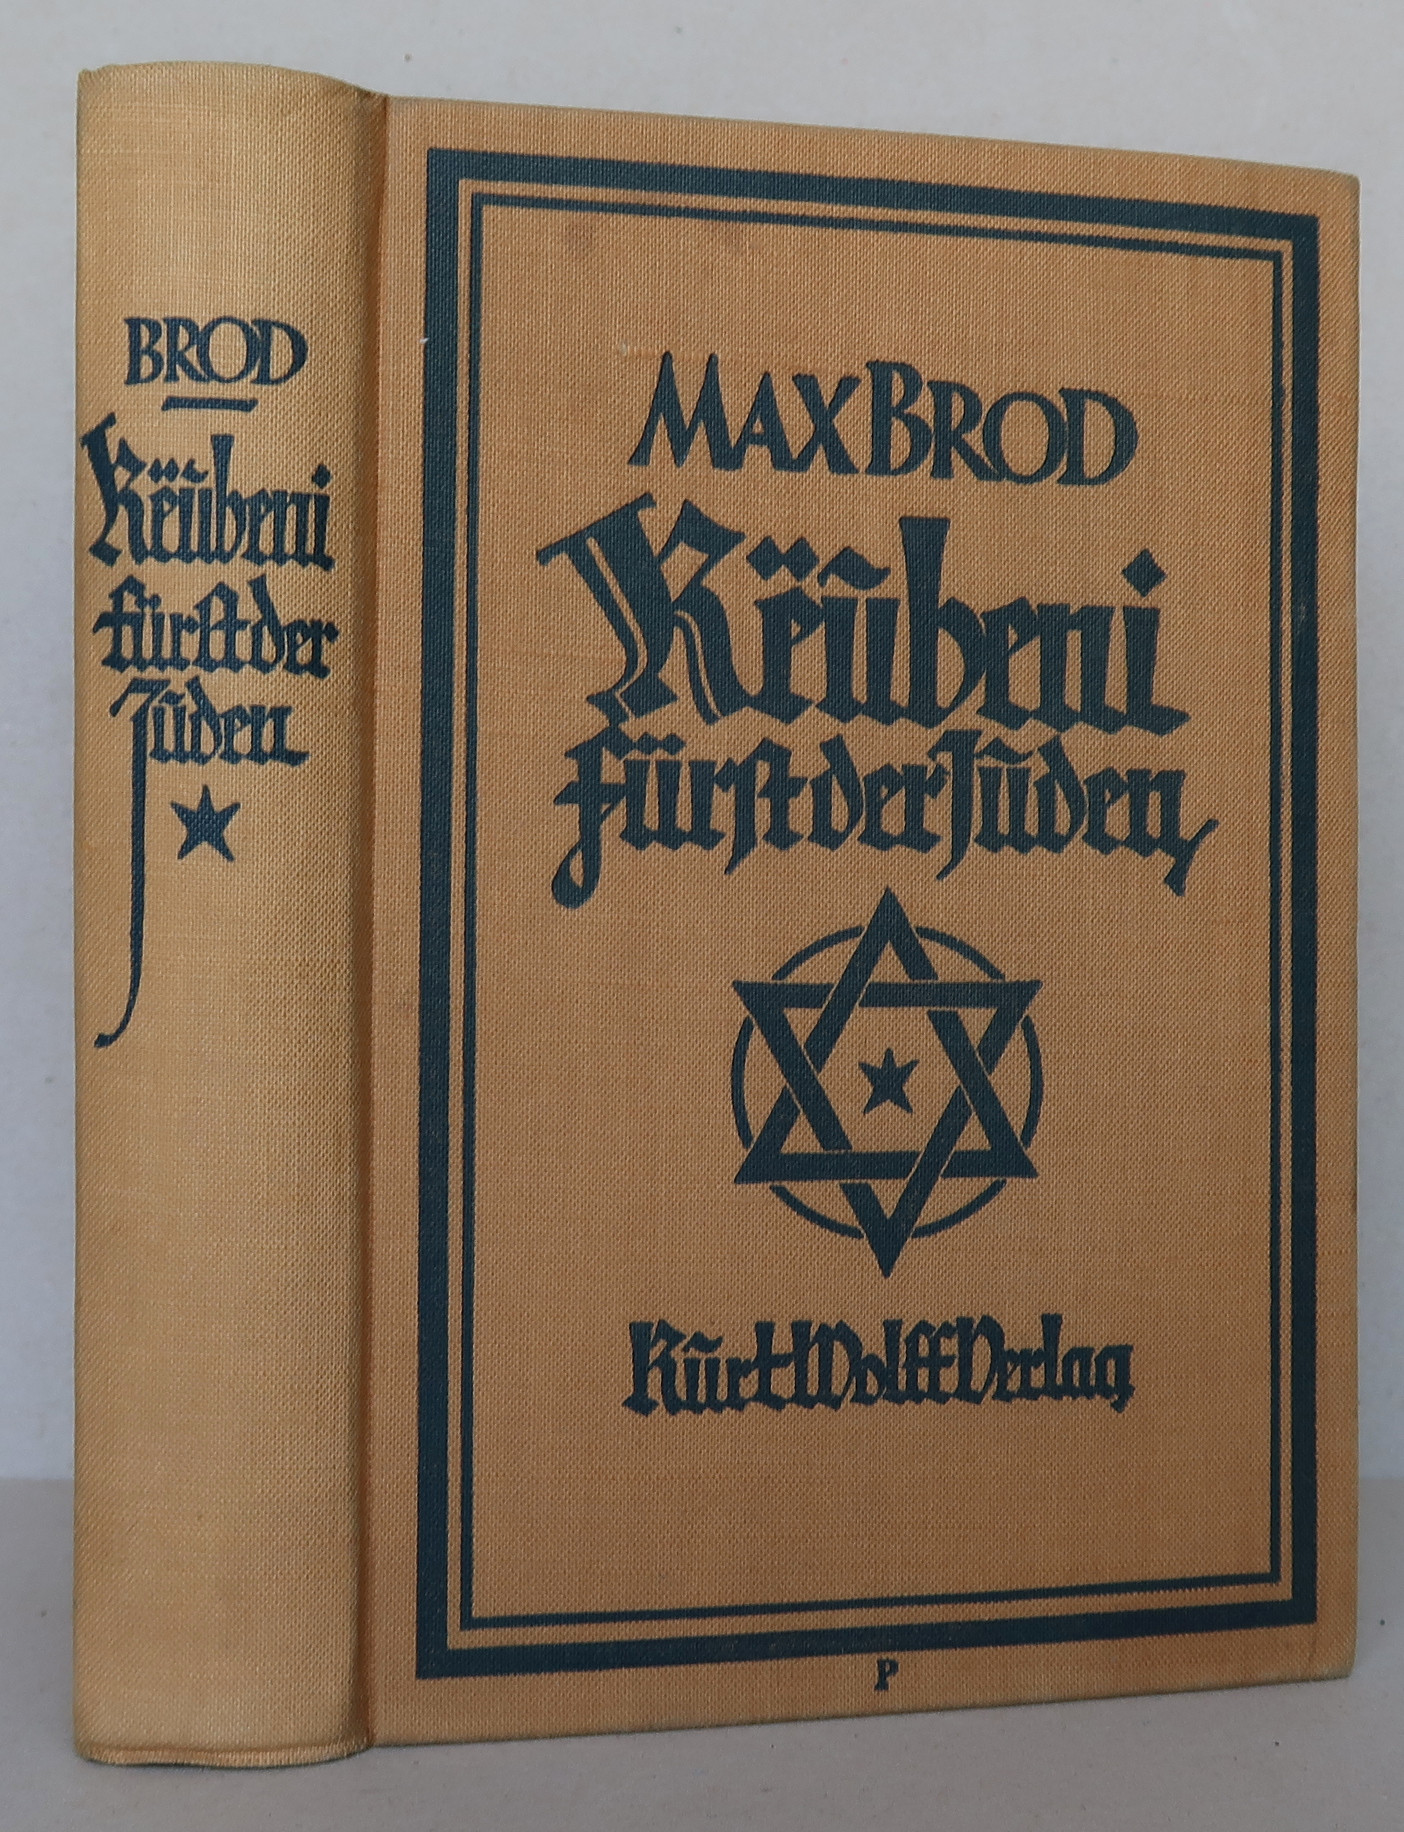 BROD
Rëubeni
fürst der
Juden
MAX BROD
Rëubeni
fürst der Juden
Kurt Wolff Verlag
P